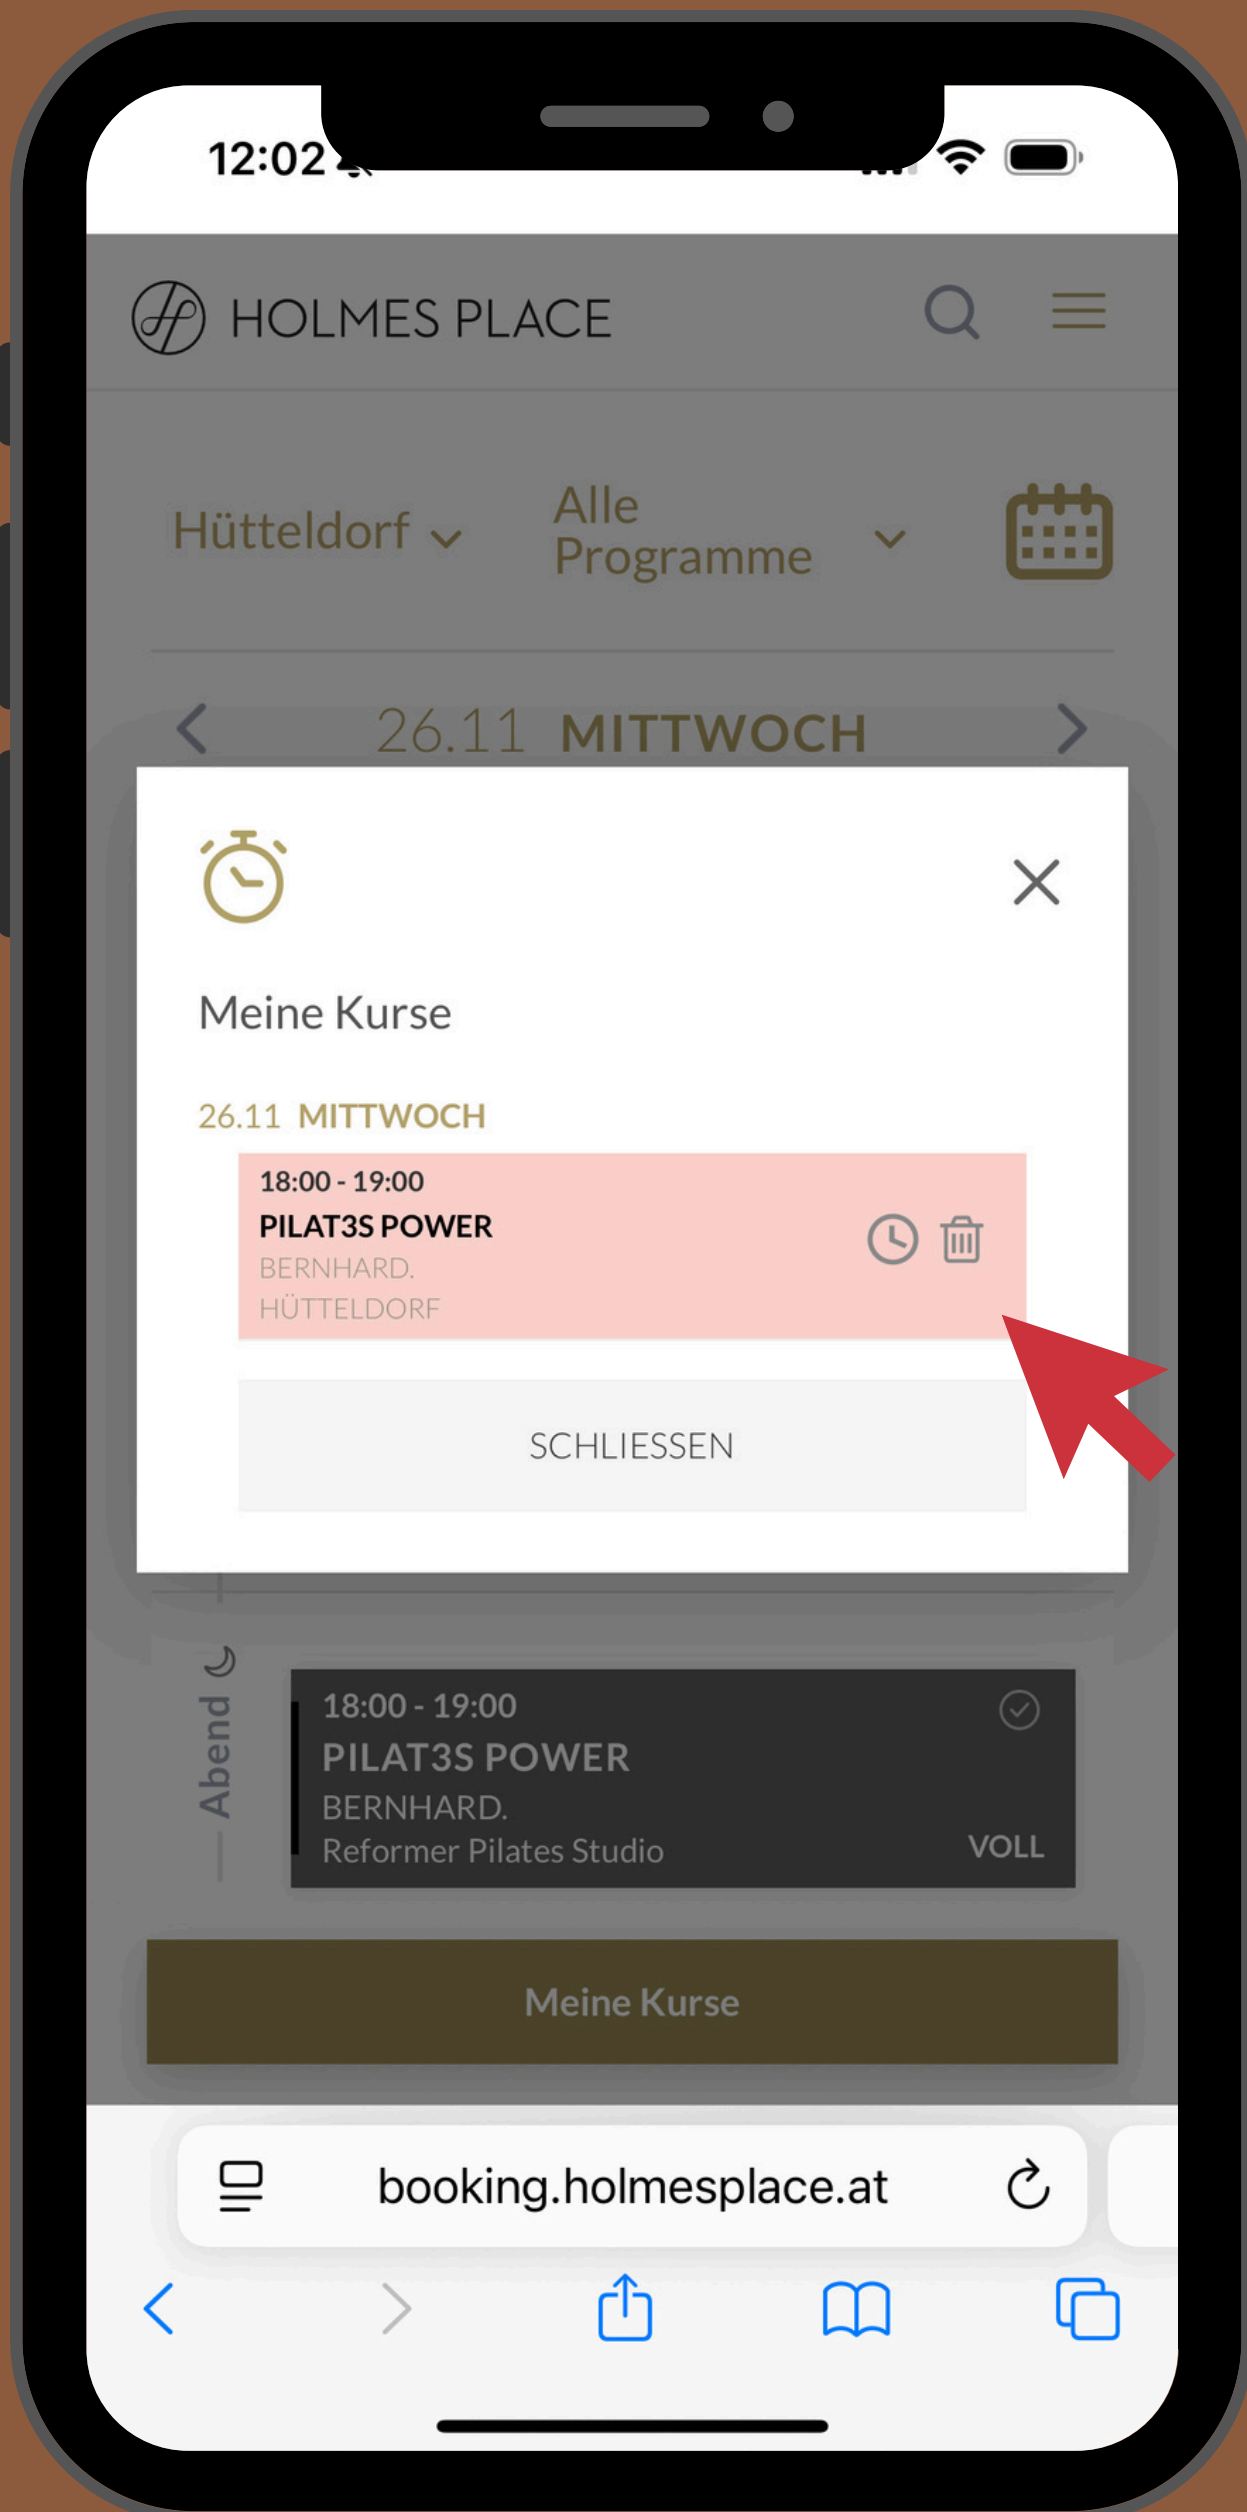 12:02
HOLMES PLACE
Hütteldorf
Alle
Programme
26.11 MITTWOCH
Meine Kurse
26.11 MITTWOCH
18:00 - 19:00
PILAT3S POWER
BERNHARD.
HÜTTELDORF
SCHLIESSEN
Abend
18:00 - 19:00
PILAT3S POWER
BERNHARD.
Reformer Pilates Studio
VOLL
Meine Kurse
booking.holmesplace.at